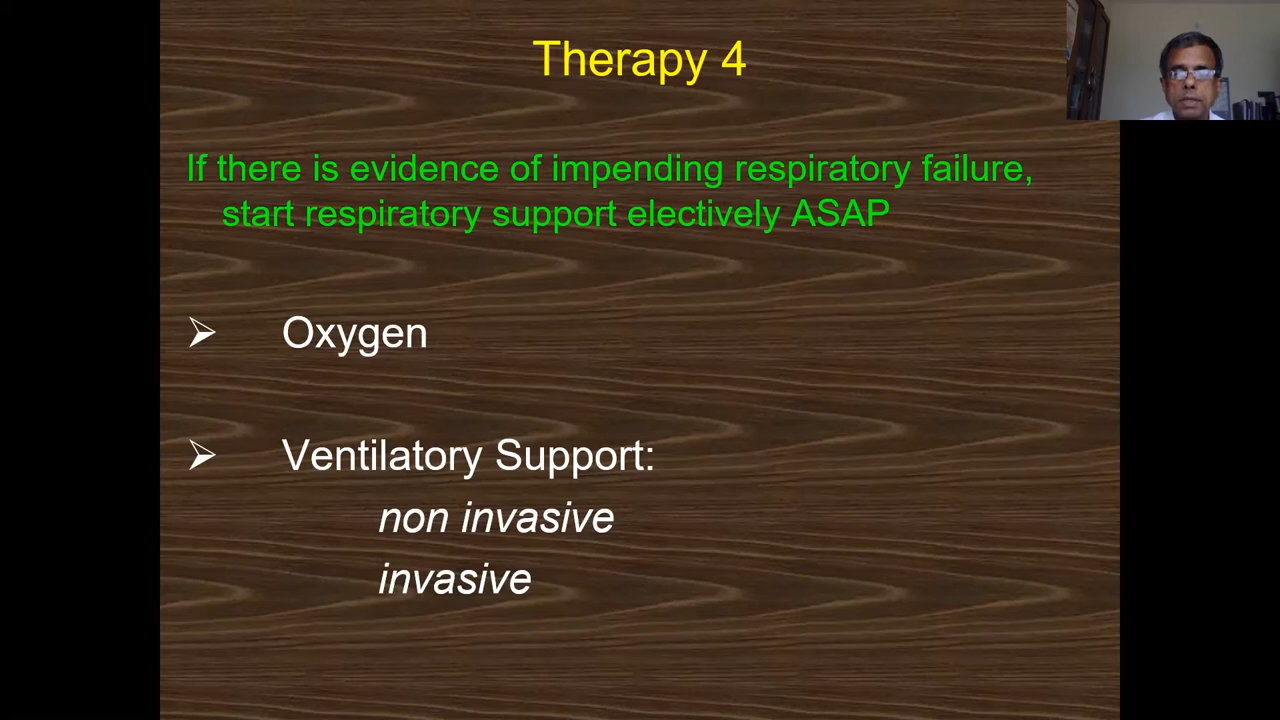 Therapy 4
If there is evidence of impending respiratory failure,
start respiratory support electively ASAP
➢ Oxygen
➢ Ventilatory Support:
non invasive
invasive